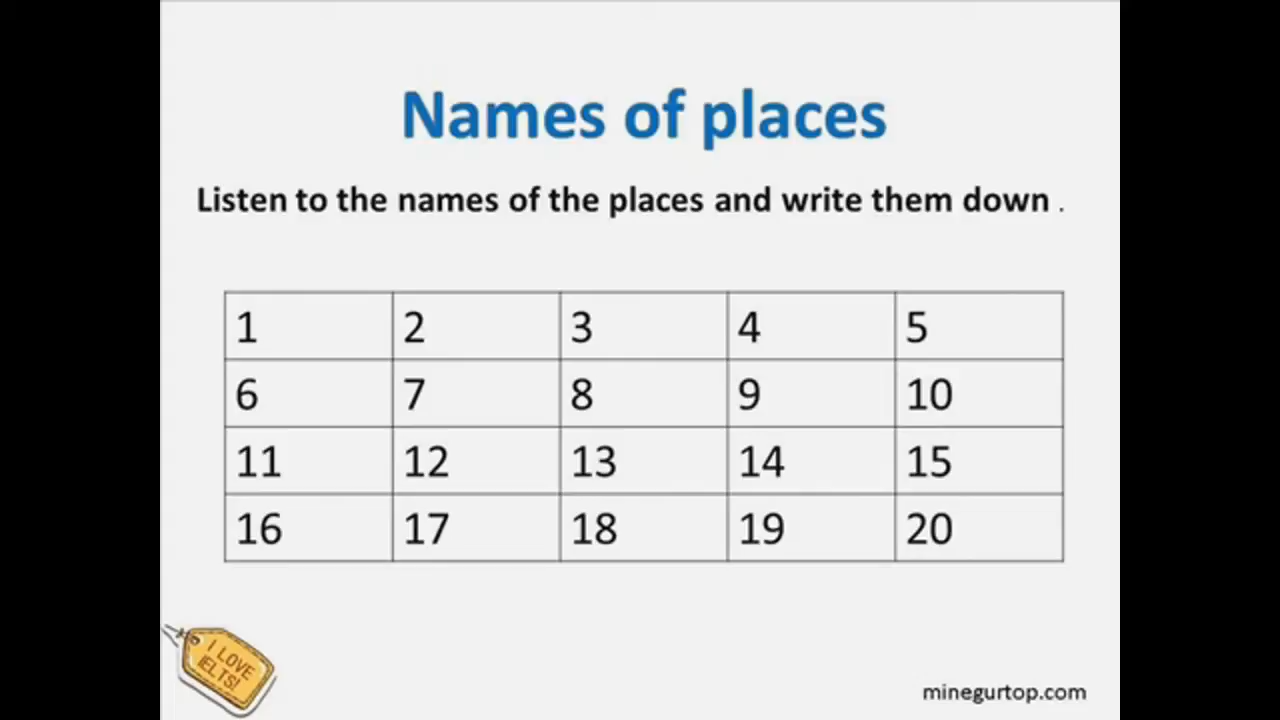 Names of places
Listen to the names of the places and write them down .
1 2 3 4 5
6 7 8 9 10
11 12 13 14 15
16 17 18 19 20
I LOVE
IELTS!
minegurtop.com